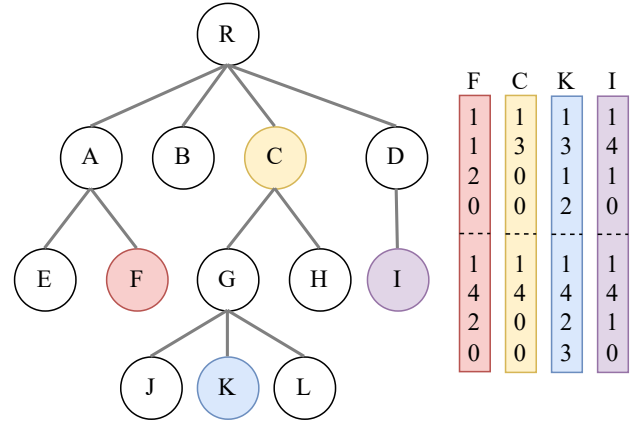 R
F C K I
A B C D
1 1 1 1
1 3 3 4
2 0 1 1
0 0 2 0
E F G H I
1 1 1 1
4 4 4 4
2 0 2 1
0 0 3 0
J K L